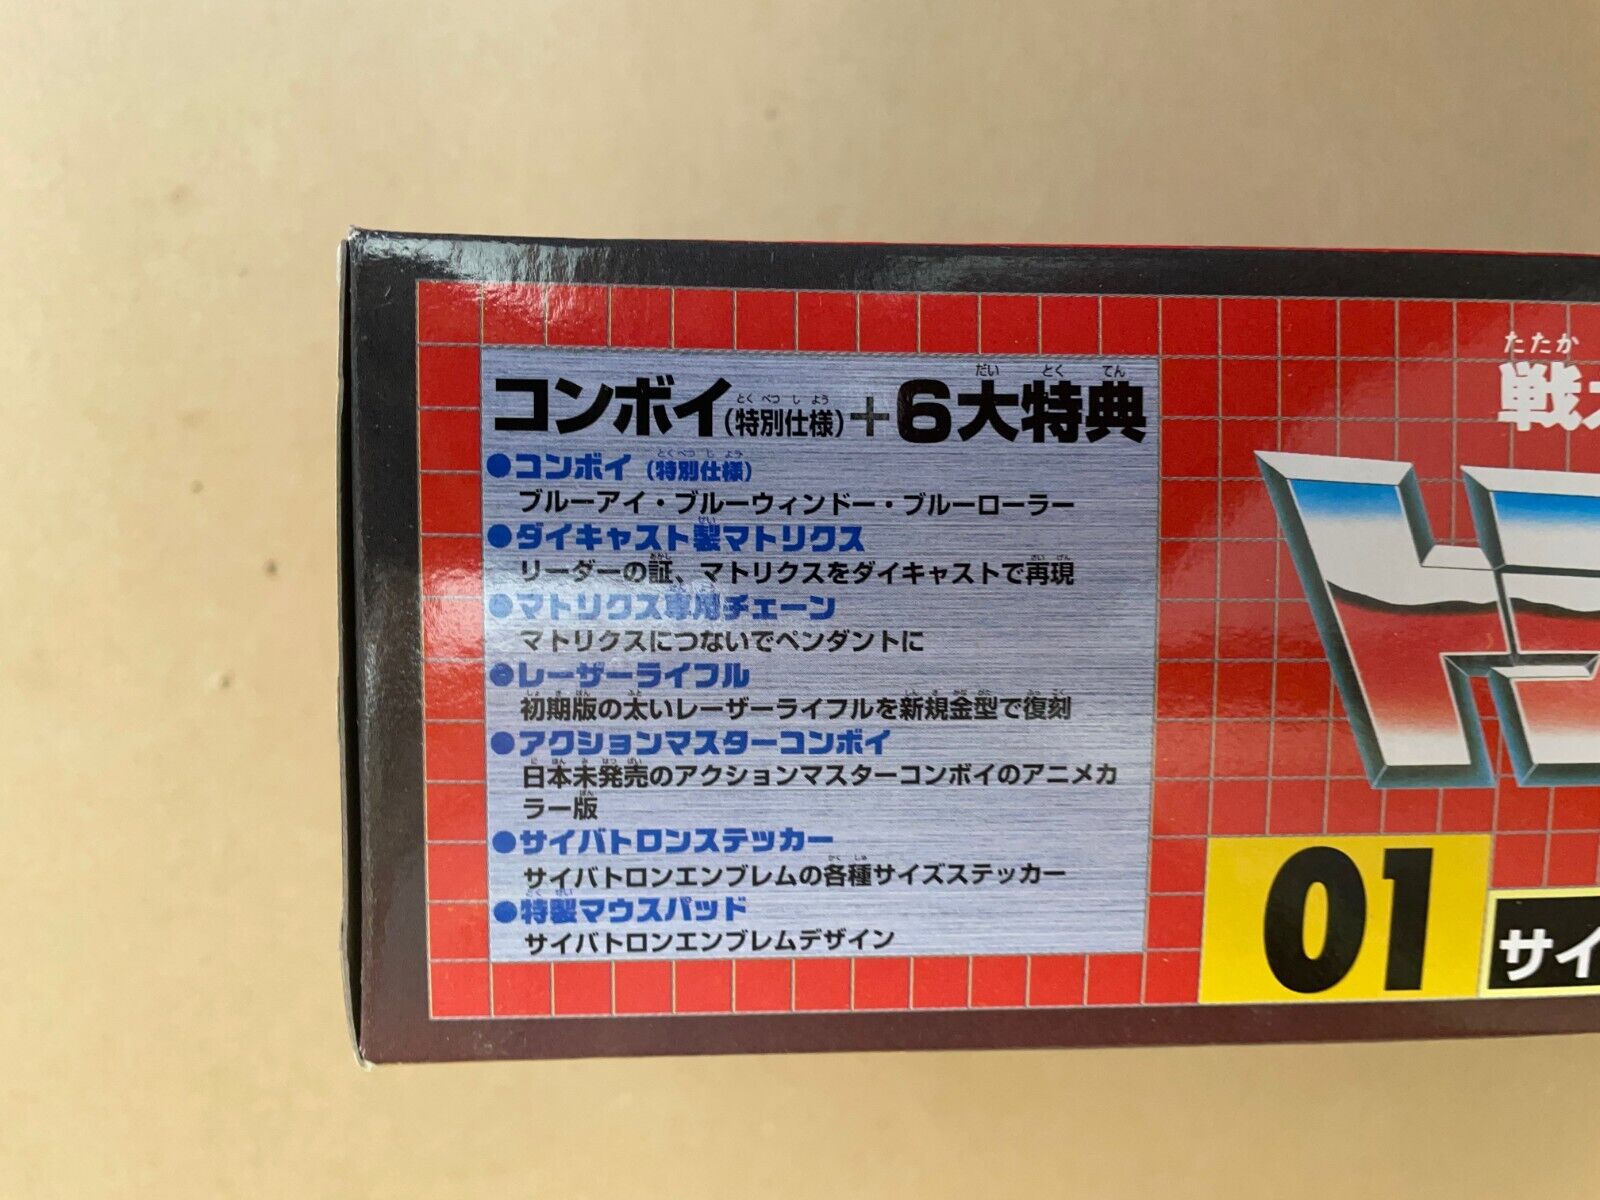 コンボイ(特別仕様)+6大特典
●コンボイ(特別仕様)
ブルーアイ・ブルーウィンドー・ブルーローラー
●ダイキャスト製マトリクス
リーダーの証、マトリクスをダイキャストで再現
●マトリクス専用チェーン
マトリクスにつないでペンダントに
●レーザーライフル
初期版の太いレーザーライフルを新規金型で復刻
●アクションマスターコンボイ
日本未発売のアクションマスターコンボイのアニメカ
ラー版
●サイバトロンステッカー
サイバトロンエンブレムの各種サイズステッカー
●特製マウスパッド
サイバトロンエンブレムデザイン
たたか
戦
ト
01
サイ